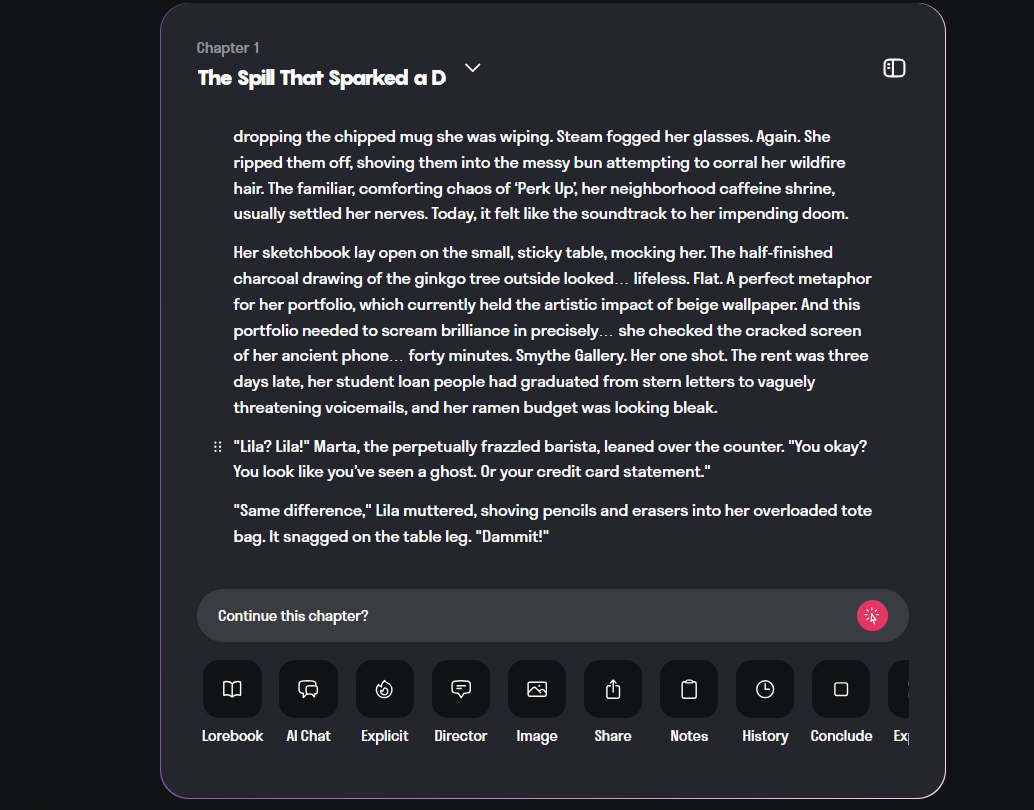 Chapter 1
The Spill That Sparked a D
dropping the chipped mug she was wiping. Steam fogged her glasses. Again. She
ripped them off, shoving them into the messy bun attempting to corral her wildfire
hair. The familiar, comforting chaos of ‘Perk Up’, her neighborhood caffeine shrine,
usually settled her nerves. Today, it felt like the soundtrack to her impending doom.
Her sketchbook lay open on the small, sticky table, mocking her. The half-finished
charcoal drawing of the ginkgo tree outside looked… lifeless. Flat. A perfect metaphor
for her portfolio, which currently held the artistic impact of beige wallpaper. And this
portfolio needed to scream brilliance in precisely… she checked the cracked screen
of her ancient phone… forty minutes. Smythe Gallery. Her one shot. The rent was three
days late, her student loan people had graduated from stern letters to vaguely
threatening voicemails, and her ramen budget was looking bleak.
"Lila? Lila!" Marta, the perpetually frazzled barista, leaned over the counter. "You okay?
You look like you’ve seen a ghost. Or your credit card statement."
"Same difference," Lila muttered, shoving pencils and erasers into her overloaded tote
bag. It snagged on the table leg. "Dammit!"
Continue this chapter?
Lorebook AI Chat Explicit Director Image Share Notes History Conclude Exp